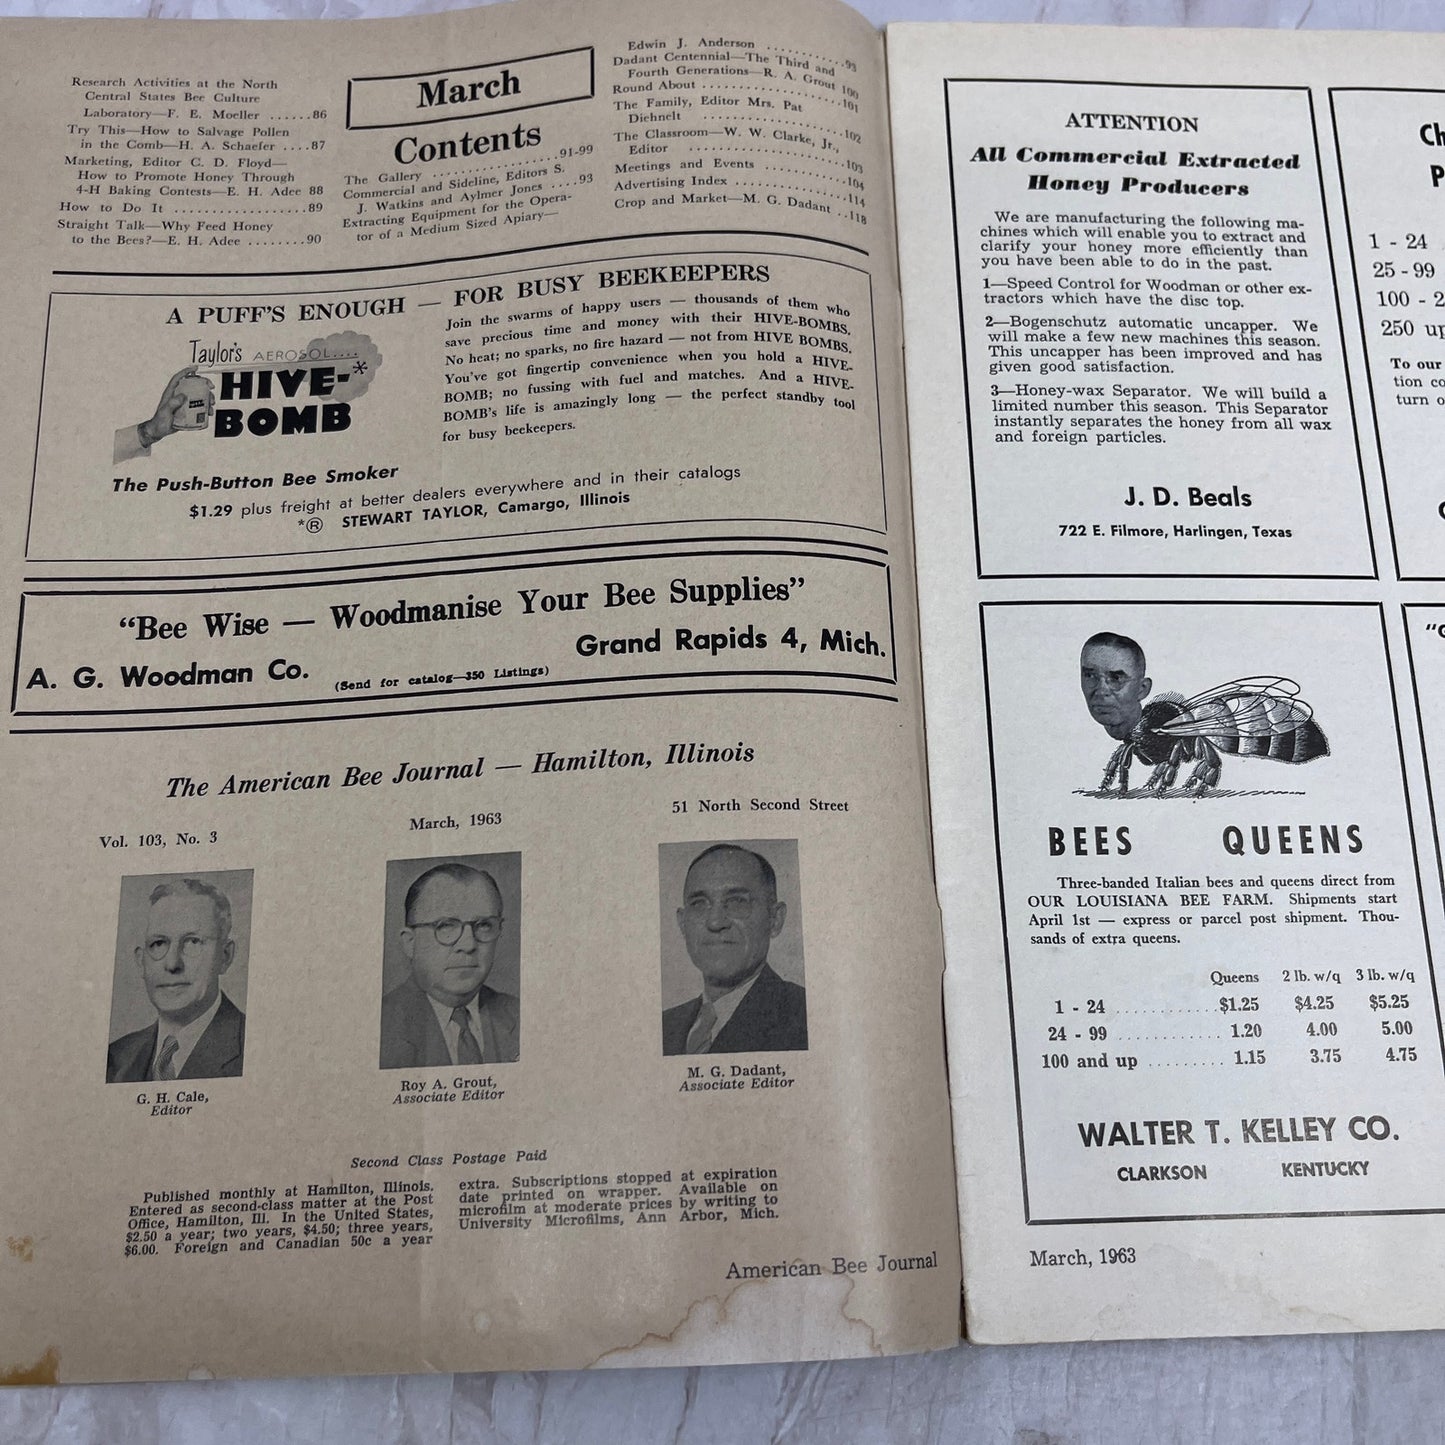 Research Activities at the North
Central States Bee Culture
Laboratory—F. E. Moeller ......86
Try This—How to Salvage Pollen
in the Comb—H. A. Schaefer ....87
Marketing, Editor C. D. Floyd—
How to Promote Honey Through
4-H Baking Contests—E. H. Adee 88
How to Do It ..................89
Straight Talk—Why Feed Honey
to the Bees?—E. H. Adee ........90
March
Contents
The Gallery ..................91-99
Commercial and Sideline, Editors S.
J. Watkins and Aylmer Jones ....93
Extracting Equipment for the Opera-
tor of a Medium Sized Apiary—
Edwin J. Anderson ..........93
Dadant Centennial—The Third and
Fourth Generations—R. A. Grout 100
Round About ..................101
The Family, Editor Mrs. Pat
Diehnelt ..................102
The Classroom—W. W. Clarke, Jr.,
Editor ..................103
Meetings and Events ............104
Advertising Index ..............114
Crop and Market—M. G. Dadant ..118
A PUFF'S ENOUGH — FOR BUSY BEEKEEPERS
Taylor's AEROSOL....
HIVE-*
BOMB
Join the swarms of happy users — thousands of them who
save precious time and money with their HIVE-BOMBS.
No heat; no sparks, no fire hazard — not from HIVE BOMBS.
You've got fingertip convenience when you hold a HIVE-
BOMB; no fussing with fuel and matches. And a HIVE-
BOMB's life is amazingly long — the perfect standby tool
for busy beekeepers.
The Push-Button Bee Smoker
$1.29 plus freight at better dealers everywhere and in their catalogs
*® STEWART TAYLOR, Camargo, Illinois
"Bee Wise — Woodmanise Your Bee Supplies"
A. G. Woodman Co. (Send for catalog—350 Listings) Grand Rapids 4, Mich.
The American Bee Journal — Hamilton, Illinois
Vol. 103, No. 3
March, 1963
51 North Second Street
G. H. Cale,
Editor
Roy A. Grout,
Associate Editor
M. G. Dadant,
Associate Editor
Second Class Postage Paid
Published monthly at Hamilton, Illinois.
Entered as second-class matter at the Post
Office, Hamilton, Ill. In the United States,
$2.50 a year; two years, $4.50; three years,
$6.00. Foreign and Canadian 50c a year
extra. Subscriptions stopped at expiration
date printed on wrapper. Available on
microfilm at moderate prices by writing to
University Microfilms, Ann Arbor, Mich.
American Bee Journal
ATTENTION
All Commercial Extracted
Honey Producers
We are manufacturing the following ma-
chines which will enable you to extract and
clarify your honey more efficiently than
you have been able to do in the past.
1—Speed Control for Woodman or other ex-
tractors which have the disc top.
2—Bogenschutz automatic uncapper. We
will make a few new machines this season.
This uncapper has been improved and has
given good satisfaction.
3—Honey-wax Separator. We will build a
limited number this season. This Separator
instantly separates the honey from all wax
and foreign particles.
J. D. Beals
722 E. Filmore, Harlingen, Texas
BEES QUEENS
Three-banded Italian bees and queens direct from
OUR LOUISIANA BEE FARM. Shipments start
April 1st — express or parcel post shipment. Thou-
sands of extra queens.
Queens 2 lb. w/q 3 lb. w/q
1 - 24 ............$1.25 $4.25 $5.25
24 - 99 ............ 1.20 4.00 5.00
100 and up ......... 1.15 3.75 4.75
WALTER T. KELLEY CO.
CLARKSON KENTUCKY
March, 1963
Ch
P
1 - 24
25 - 99
100 - 2
250 up
To our
tion co
turn o
"G